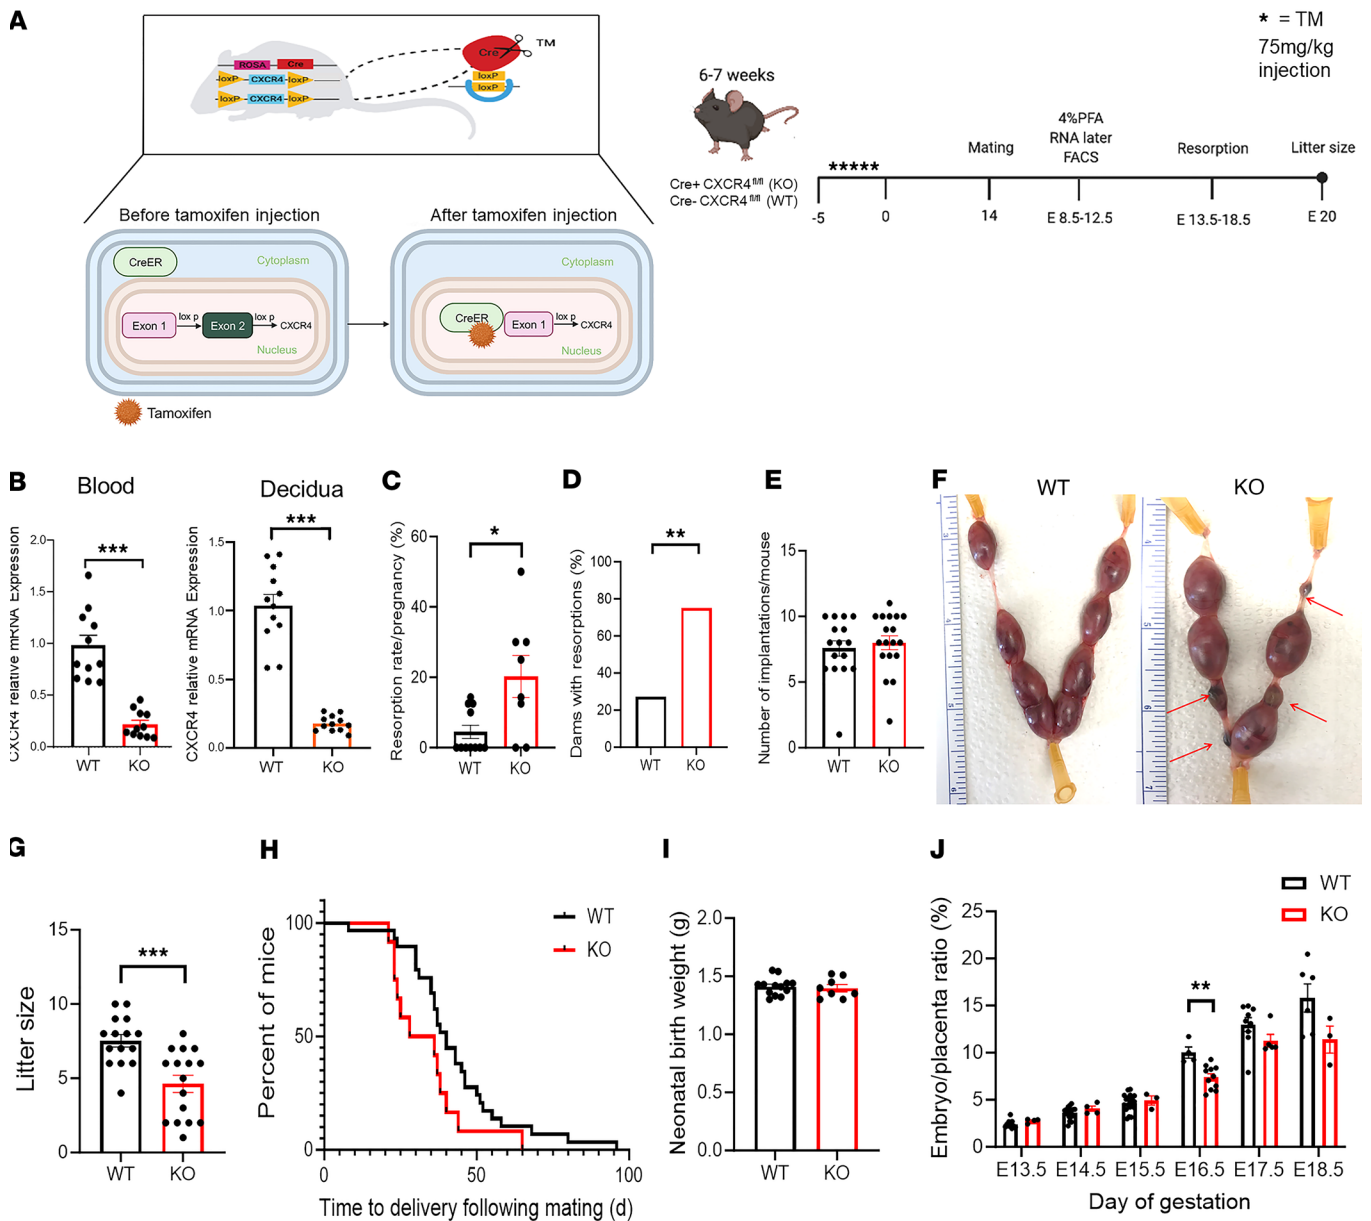 A
* = TM
75mg/kg
injection
TM
ROSA Cre
loxP CXCR4 loxP
loxP CXCR4 loxP
Cre
loxP
loxP
6-7 weeks
Cre+ CXCR4 fl/fl (KO)
Cre- CXCR4 fl/fl (WT)
*****
4%PFA
RNA later
FACS
Mating
Resorption
Litter size
-5 0 14 E 8.5-12.5 E 13.5-18.5 E 20
Before tamoxifen injection
After tamoxifen injection
CreER
Cytoplasm
Exon 1 lox p Exon 2 lox p CXCR4
Nucleus
Cytoplasm
CreER Exon 1 lox p CXCR4
Nucleus
Tamoxifen
B
Blood
CXCR4 relative mRNA Expression
2.0
1.5
1.0
0.5
0.0
***
WT KO
Decidua
CXCR4 relative mRNA Expression
1.5
1.0
0.5
0.0
***
WT KO
C
Resorption rate/pregnancy (%)
60
40
20
0
*
WT KO
D
Dams with resorptions (%)
100
80
60
40
20
0
**
WT KO
E
Number of implantations/mouse
15
10
5
0
WT KO
F
WT KO
G
Litter size
15
10
5
0
***
WT KO
H
Percent of mice
100
50
0
WT
KO
0 50 100
Time to delivery following mating (d)
I
Neonatal birth weight (g)
2.0
1.5
1.0
0.5
0.0
WT KO
J
WT
KO
Embryo/placenta ratio (%)
25
20
15
10
5
0
**
E13.5 E14.5 E15.5 E16.5 E17.5 E18.5
Day of gestation